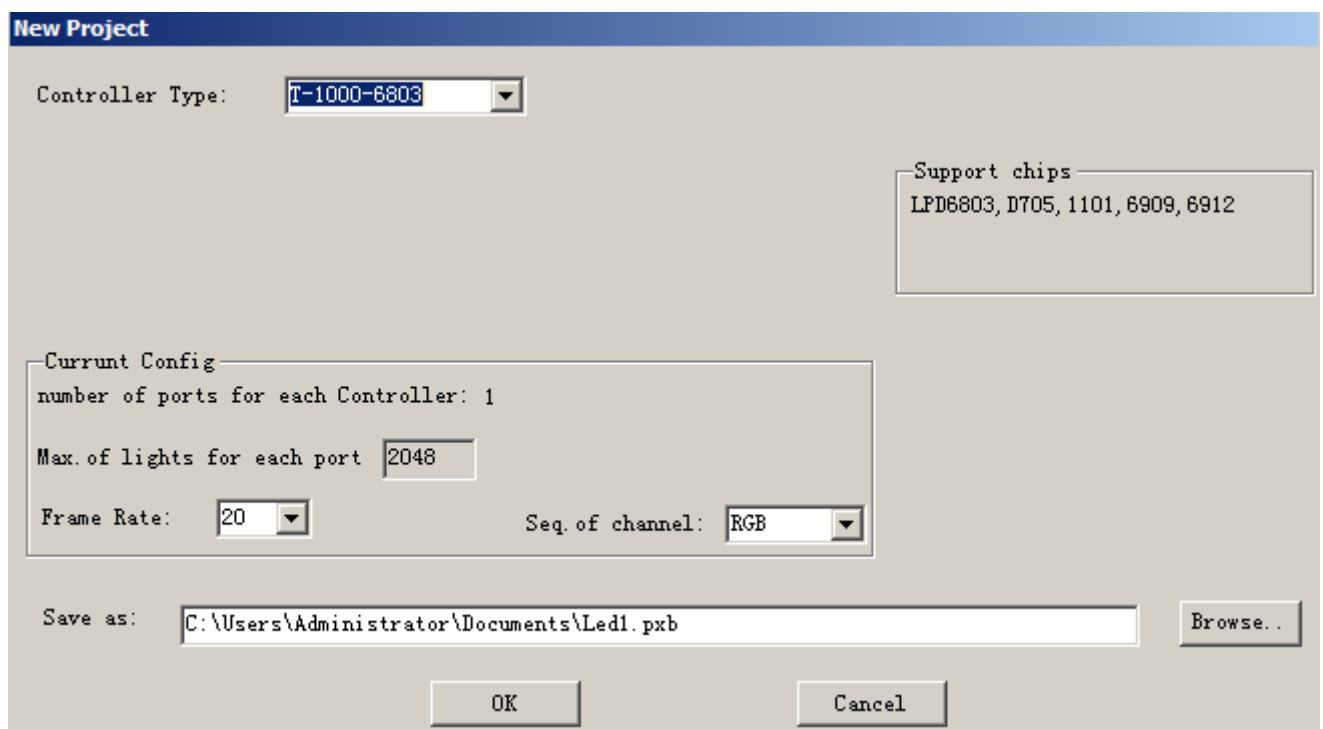 New Project
Controller Type: T-1000-6803
Support chips
LPD6803, D705, 1101, 6909, 6912
Currunt Config
number of ports for each Controller: 1
Max.of lights for each port 2048
Frame Rate: 20 Seq.of channel: RGB
Save as: C:\Users\Administrator\Documents\Led1.pxb Browse..
OK Cancel